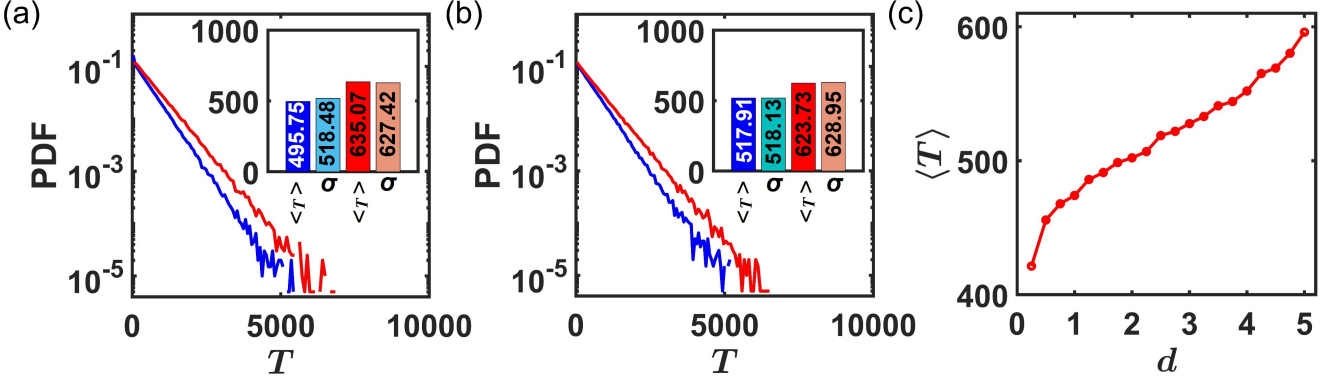 (a)
PDF
10^-1
10^-3
10^-5
0
5000
10000
T
1000
500
0
495.75
518.48
635.07
627.42
<T>
σ
<T>
σ
(b)
PDF
10^-1
10^-3
10^-5
0
5000
10000
T
1000
500
0
517.91
518.13
623.73
628.95
<T>
σ
<T>
σ
(c)
⟨T⟩
600
500
400
0
1
2
3
4
5
d